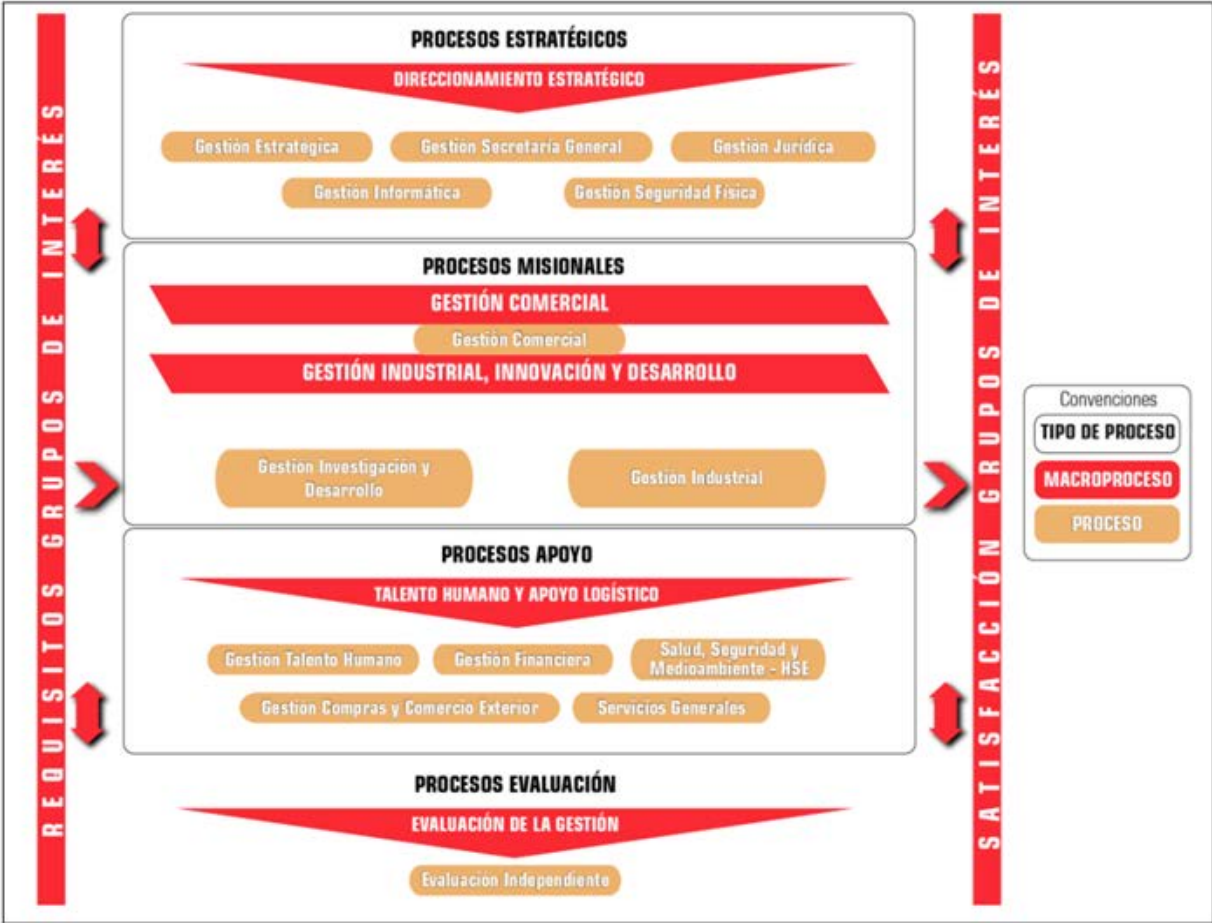 REQUISITOS GRUPOS DE INTERÉS
PROCESOS ESTRATÉGICOS
DIRECCIONAMIENTO ESTRATÉGICO
Gestión Estratégica
Gestión Secretaría General
Gestión Jurídica
Gestión Informática
Gestión Seguridad Física
PROCESOS MISIONALES
GESTIÓN COMERCIAL
Gestión Comercial
GESTIÓN INDUSTRIAL, INNOVACIÓN Y DESARROLLO
Gestión Investigación y
Desarrollo
Gestión Industrial
PROCESOS APOYO
TALENTO HUMANO Y APOYO LOGÍSTICO
Gestión Talento Humano
Gestión Financiera
Salud, Seguridad y
Medioambiente - HSE
Gestión Compras y Comercio Exterior
Servicios Generales
PROCESOS EVALUACIÓN
EVALUACIÓN DE LA GESTIÓN
Evaluación Independiente
SATISFACCIÓN GRUPOS DE INTERÉS
Convenciones
TIPO DE PROCESO
MACROPROCESO
PROCESO